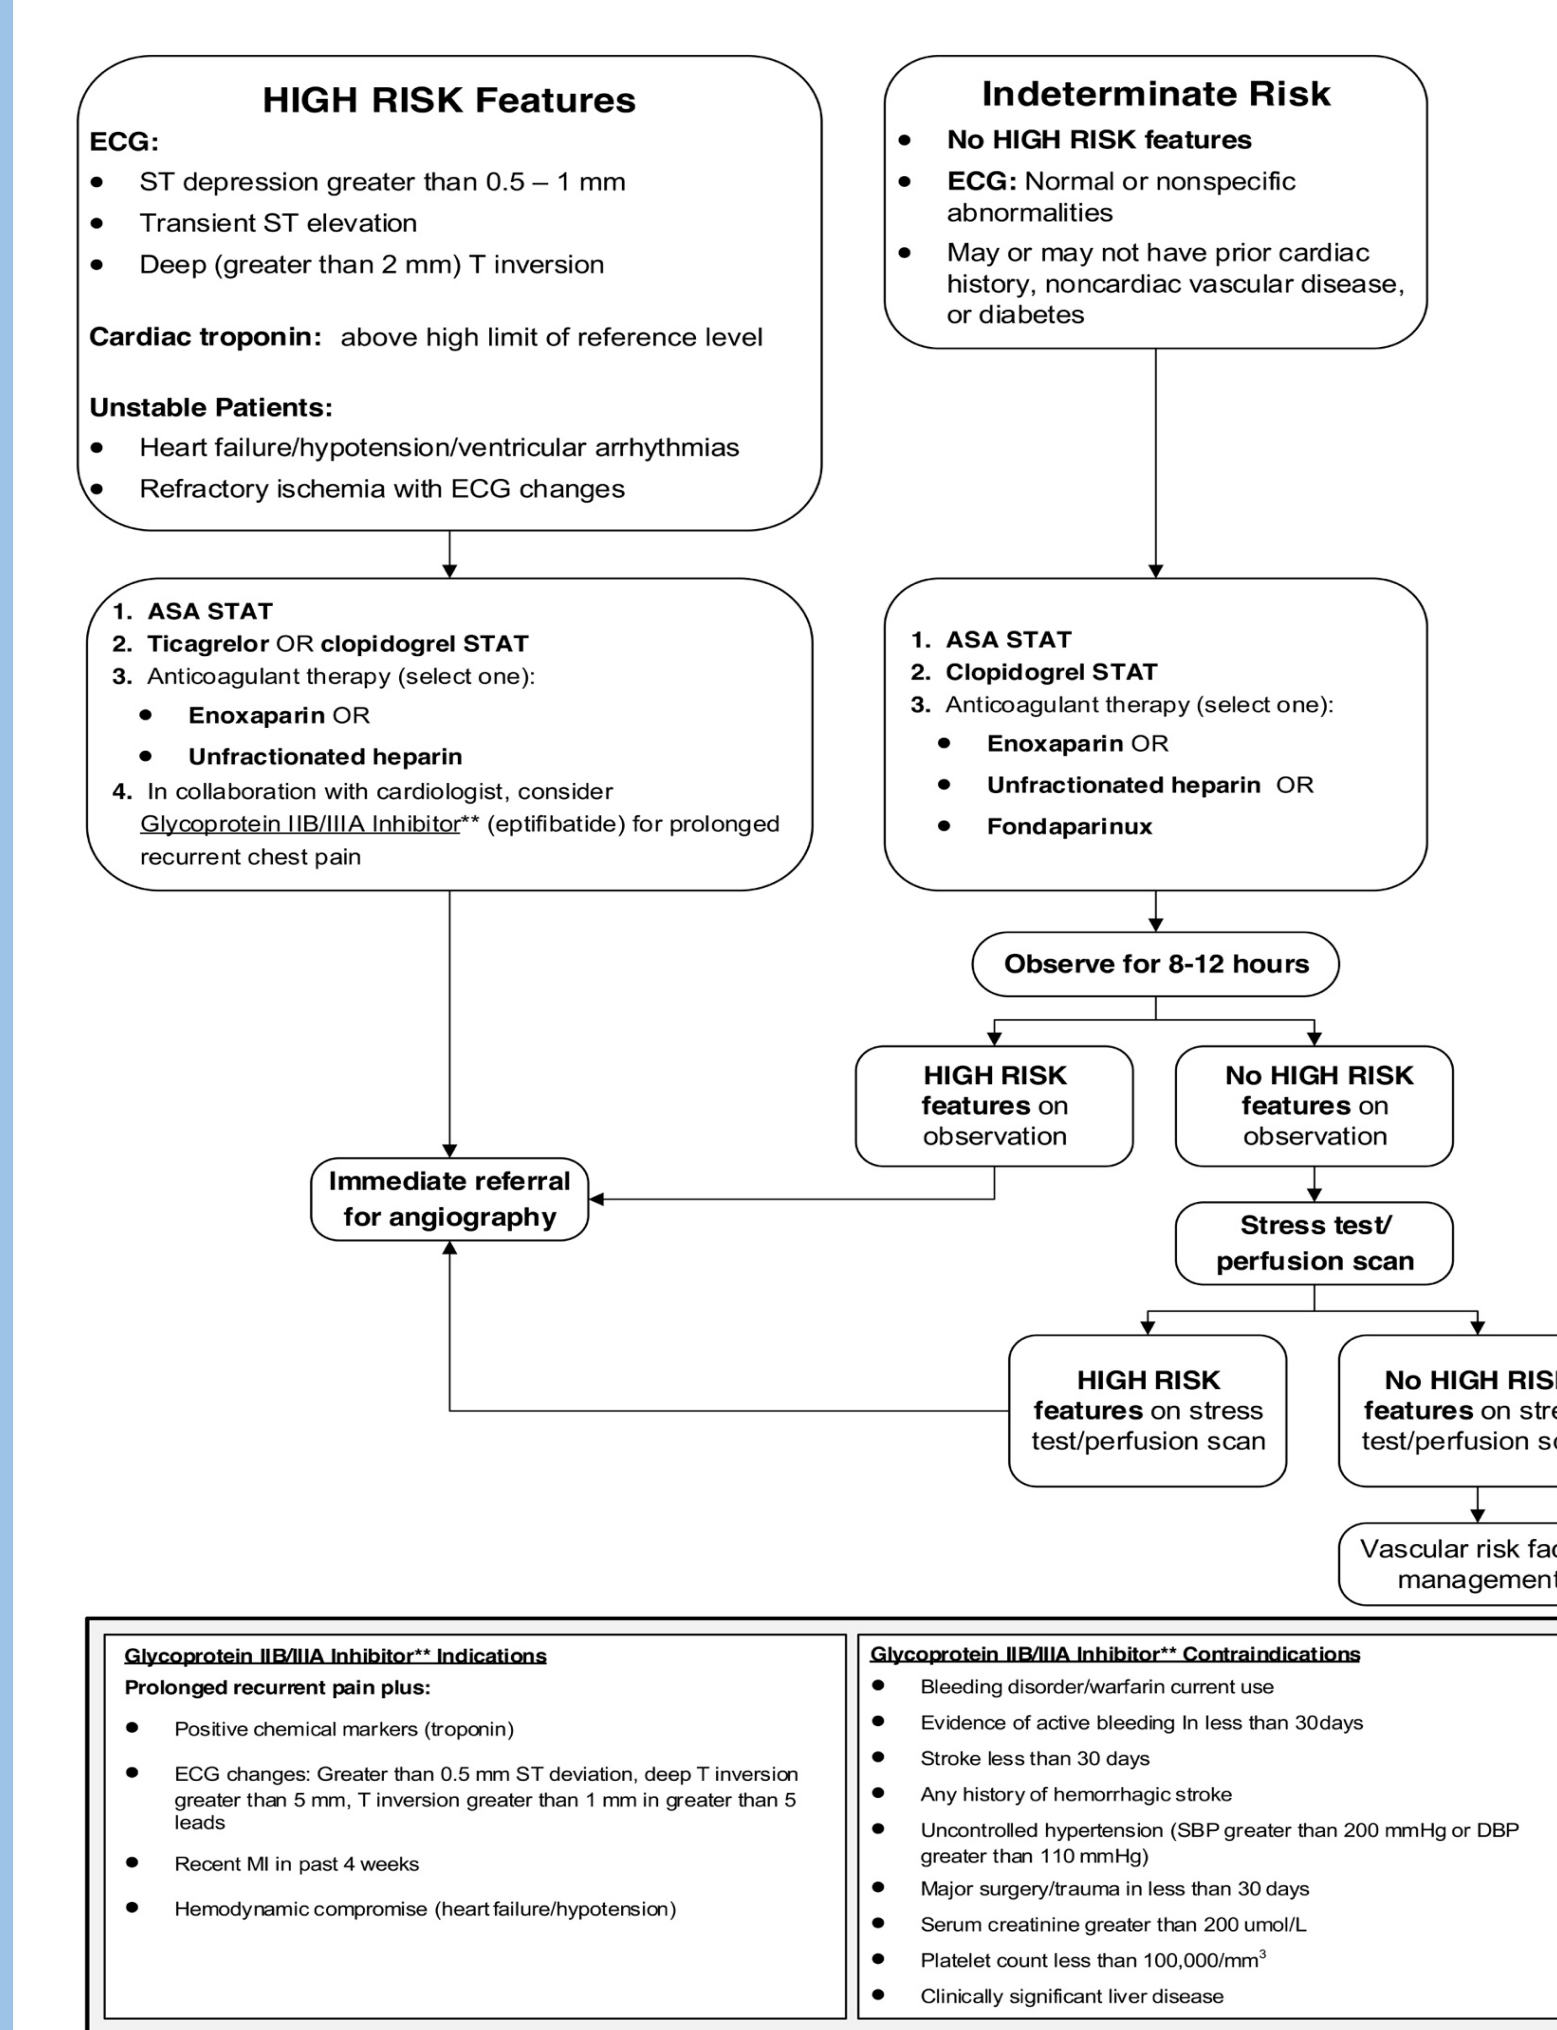 HIGH RISK Features
ECG:
● ST depression greater than 0.5 – 1 mm
● Transient ST elevation
● Deep (greater than 2 mm) T inversion
Cardiac troponin: above high limit of reference level
Unstable Patients:
● Heart failure/hypotension/ventricular arrhythmias
● Refractory ischemia with ECG changes
Indeterminate Risk
● No HIGH RISK features
● ECG: Normal or nonspecific
abnormalities
● May or may not have prior cardiac
history, noncardiac vascular disease,
or diabetes
1. ASA STAT
2. Ticagrelor OR clopidogrel STAT
3. Anticoagulant therapy (select one):
● Enoxaparin OR
● Unfractionated heparin
4. In collaboration with cardiologist, consider
Glycoprotein IIB/IIIA Inhibitor** (eptifibatide) for prolonged
recurrent chest pain
1. ASA STAT
2. Clopidogrel STAT
3. Anticoagulant therapy (select one):
● Enoxaparin OR
● Unfractionated heparin OR
● Fondaparinux
Observe for 8-12 hours
HIGH RISK
features on
observation
No HIGH RISK
features on
observation
Immediate referral
for angiography
Stress test/
perfusion scan
HIGH RISK
features on stress
test/perfusion scan
No HIGH
features on
test/perfusion
Vascular risk
management
Glycoprotein IIB/IIIA Inhibitor** Indications
Prolonged recurrent pain plus:
● Positive chemical markers (troponin)
● ECG changes: Greater than 0.5 mm ST deviation, deep T inversion
greater than 5 mm, T inversion greater than 1 mm in greater than 5
leads
● Recent MI in past 4 weeks
● Hemodynamic compromise (heart failure/hypotension)
Glycoprotein IIB/IIIA Inhibitor** Contraindications
● Bleeding disorder/warfarin current use
● Evidence of active bleeding In less than 30days
● Stroke less than 30 days
● Any history of hemorrhagic stroke
● Uncontrolled hypertension (SBP greater than 200 mmHg or DBP
greater than 110 mmHg)
● Major surgery/trauma in less than 30 days
● Serum creatinine greater than 200 umol/L
● Platelet count less than 100,000/mm³
● Clinically significant liver disease